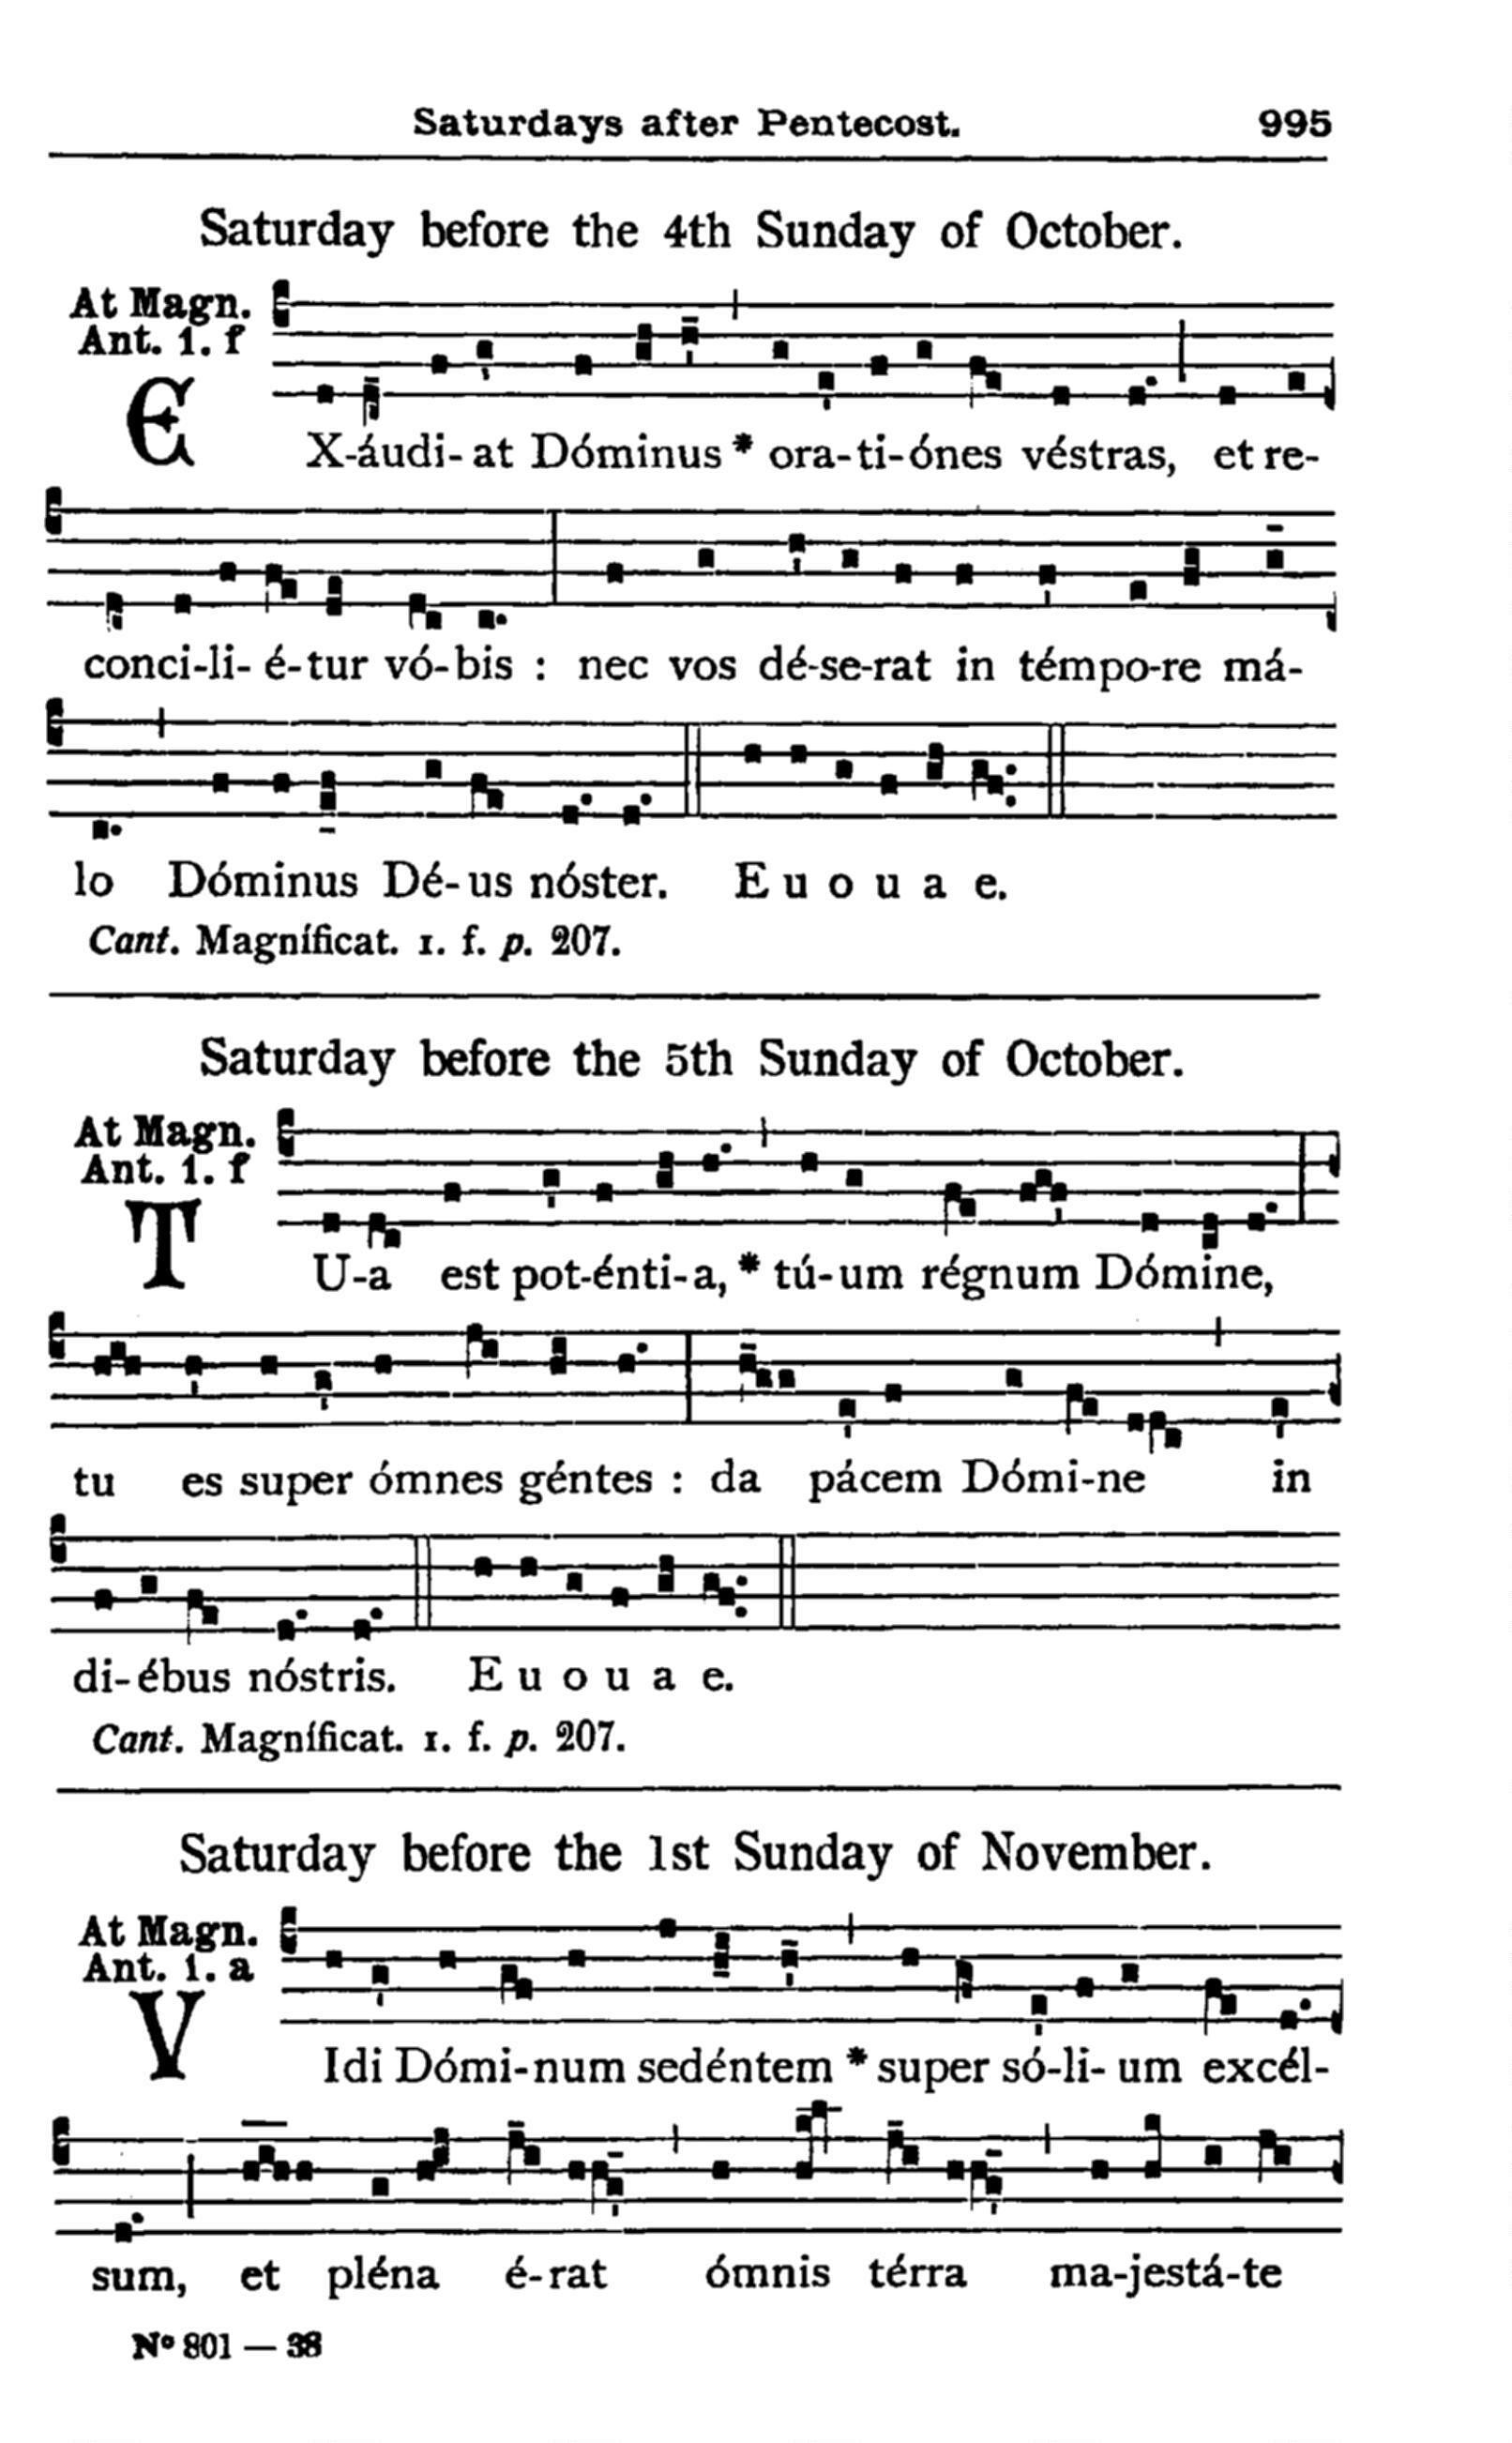 Saturdays after Pentecost. 995
Saturday before the 4th Sunday of October.
At Magn.
Ant. 1. f
EX-áudi-at Dóminus * ora-ti-ónes véstras, et re-
conci-li-é-tur vó-bis : nec vos dé-se-rat in témpo-re má-
lo Dóminus Dé-us nóster. E u o u a e.
Cant. Magníficat. 1. f. p. 207.
Saturday before the 5th Sunday of October.
At Magn.
Ant. 1. f
TU-a est pot-énti-a, * tú-um régnum Dómine,
tu es super ómnes géntes : da pácem Dómi-ne in
di-ébus nóstris. E u o u a e.
Cant. Magníficat. 1. f. p. 207.
Saturday before the 1st Sunday of November.
At Magn.
Ant. 1. a
VIdi Dómi-num sedéntem * super só-li-um excél-
sum, et pléna é-rat ómnis térra ma-jestá-te
Nº 801 — 38